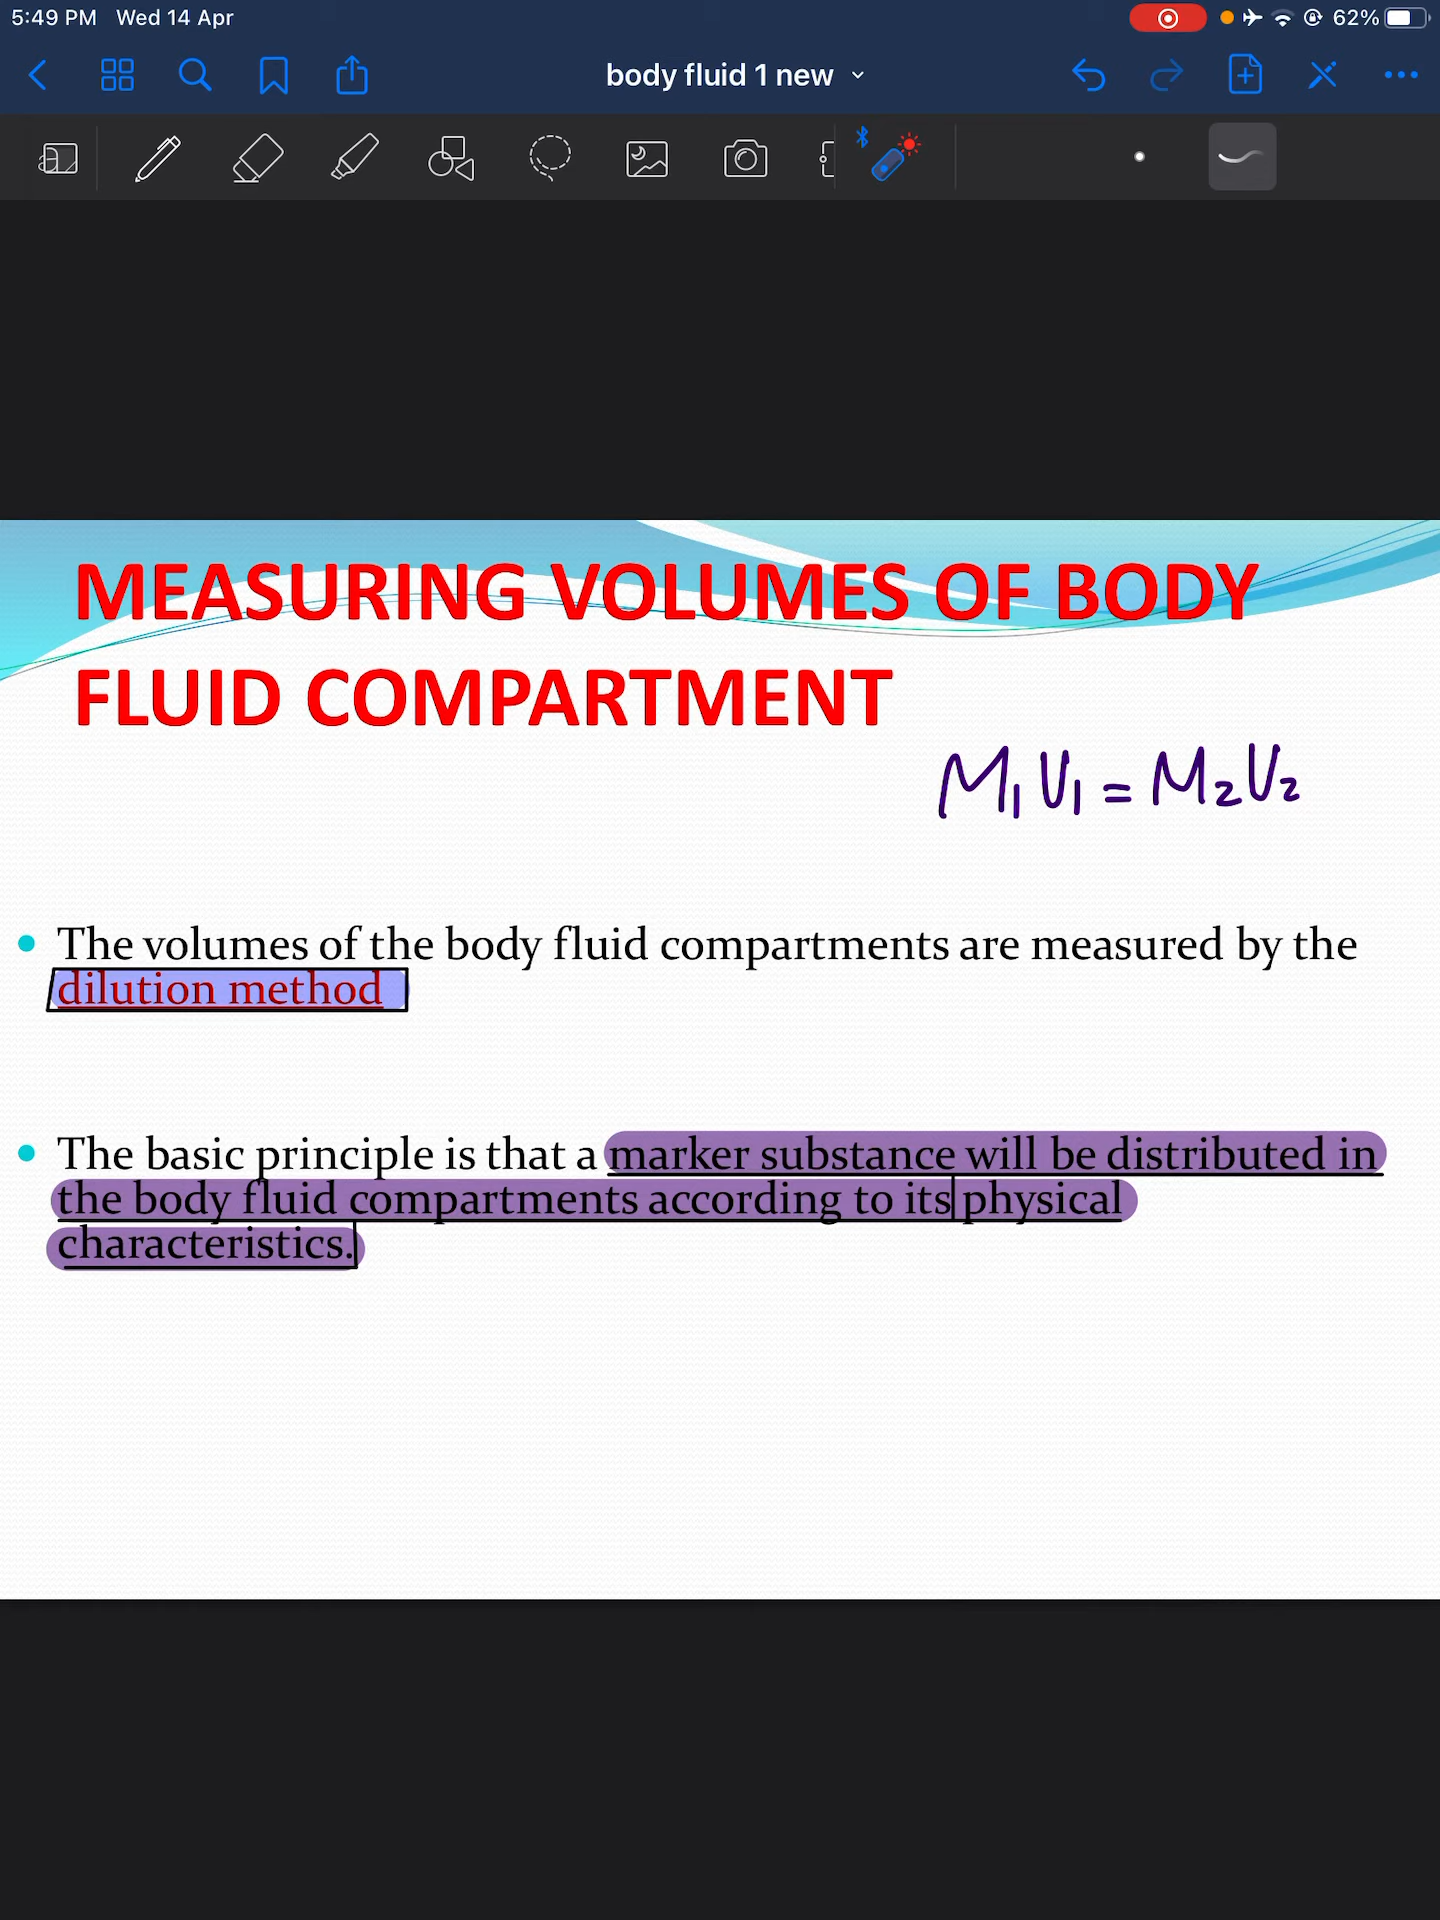 5:49 PM Wed 14 Apr
62%
body fluid 1 new
MEASURING VOLUMES OF BODY
FLUID COMPARTMENT
M₁V₁ = M₂V₂
• The volumes of the body fluid compartments are measured by the
dilution method
• The basic principle is that a marker substance will be distributed in
the body fluid compartments according to its physical
characteristics.